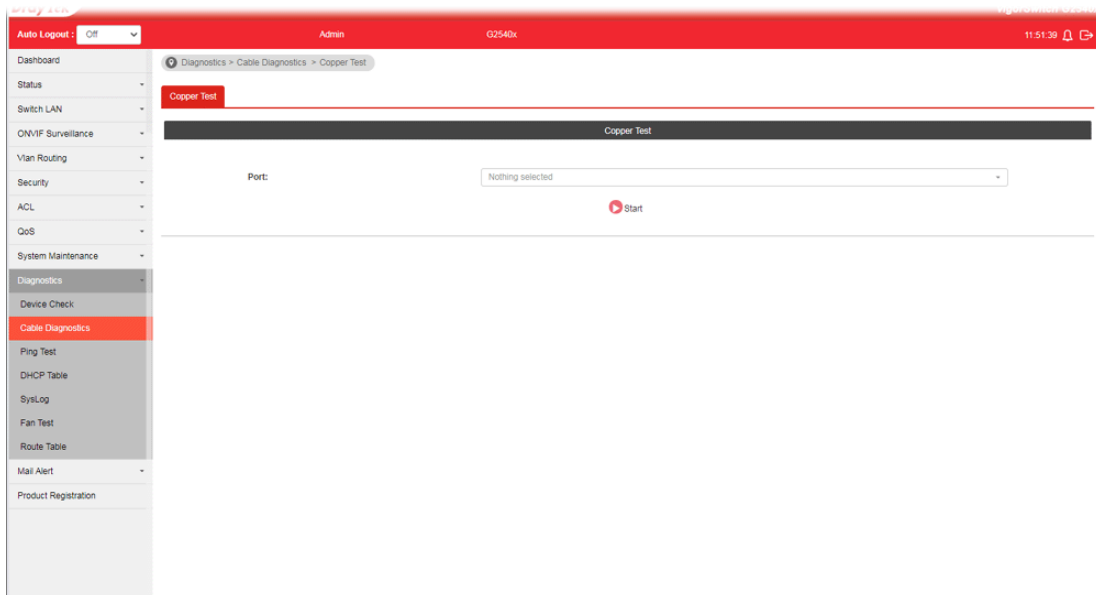 Auto Logout : Off Admin G2540x 11:51:39
Dashboard
Diagnostics > Cable Diagnostics > Copper Test
Status
Copper Test
Switch LAN
ONVIF Surveillance
Copper Test
Vlan Routing
Port: Nothing selected
Security
ACL
Start
QoS
System Maintenance
Diagnostics
Device Check
Cable Diagnostics
Ping Test
DHCP Table
SysLog
Fan Test
Route Table
Mail Alert
Product Registration